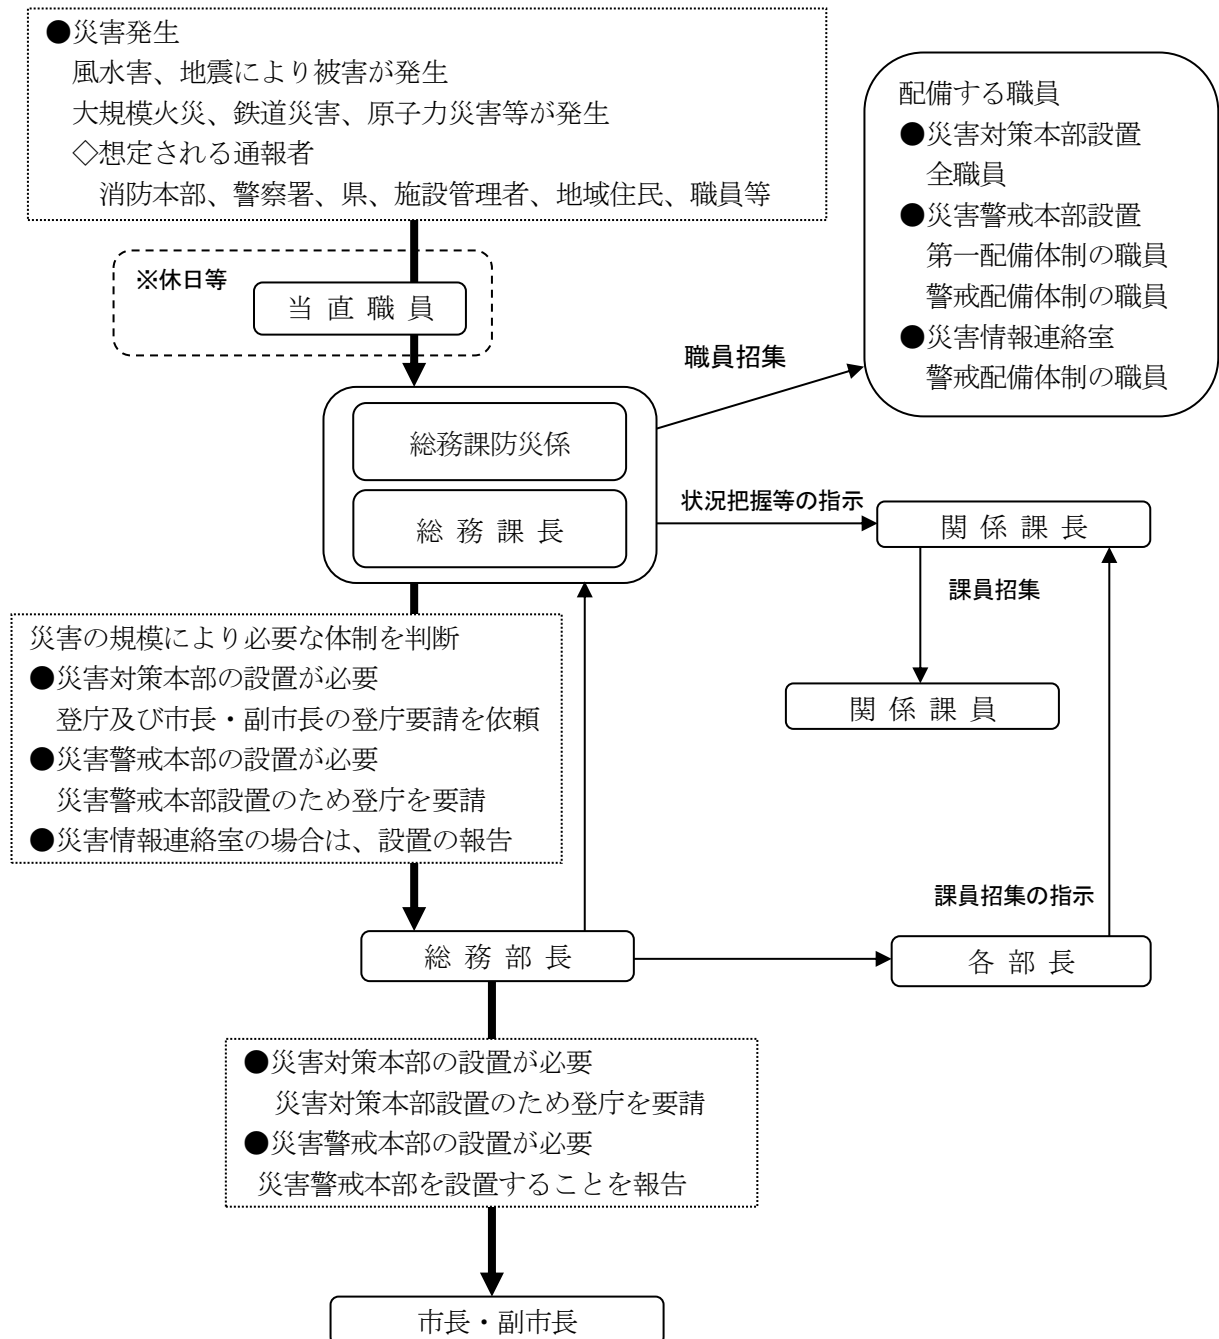 ●災害発生
風水害、地震により被害が発生
大規模火災、鉄道災害、原子力災害等が発生
◇想定される通報者
消防本部、警察署、県、施設管理者、地域住民、職員等
配備する職員
●災害対策本部設置
全職員
●災害警戒本部設置
第一配備体制の職員
警戒配備体制の職員
●災害情報連絡室
警戒配備体制の職員
※休日等
当直職員
職員招集
総務課防災係
総務課長
状況把握等の指示
関係課長
課員招集
関係課員
災害の規模により必要な体制を判断
●災害対策本部の設置が必要
登庁及び市長・副市長の登庁要請を依頼
●災害警戒本部の設置が必要
災害警戒本部設置のため登庁を要請
●災害情報連絡室の場合は、設置の報告
課員招集の指示
総務部長
各部長
●災害対策本部の設置が必要
災害対策本部設置のため登庁を要請
●災害警戒本部の設置が必要
災害警戒本部を設置することを報告
市長・副市長